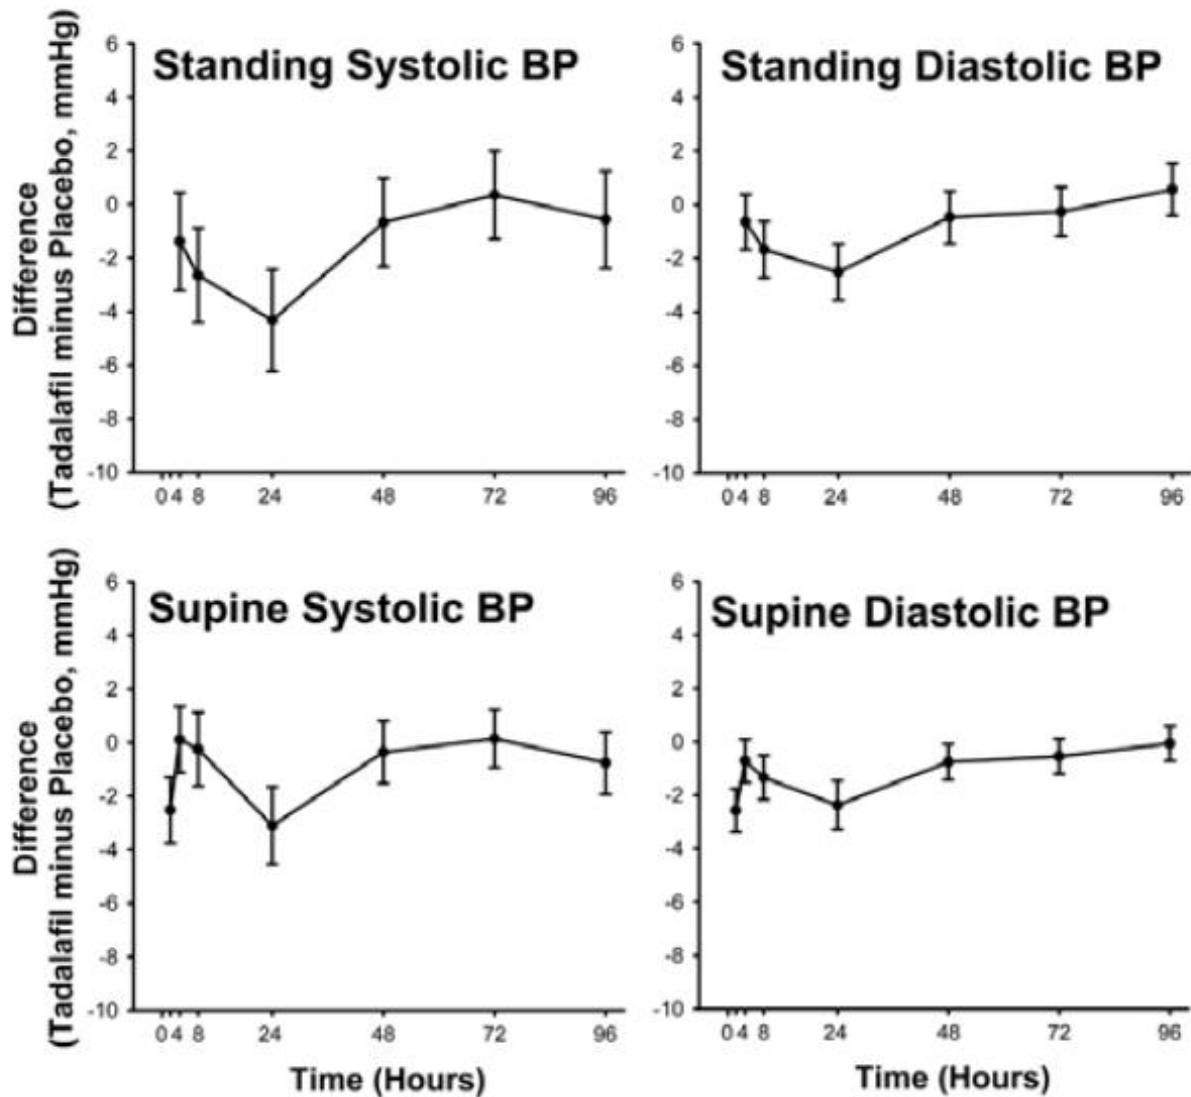 Standing Systolic BP
Difference
(Tadalafil minus Placebo, mmHg)
6
4
2
0
-2
-4
-6
-8
-10
0 4 8 24 48 72 96
Standing Diastolic BP
6
4
2
0
-2
-4
-6
-8
-10
0 4 8 24 48 72 96
Supine Systolic BP
Difference
(Tadalafil minus Placebo, mmHg)
6
4
2
0
-2
-4
-6
-8
-10
0 4 8 24 48 72 96
Time (Hours)
Supine Diastolic BP
6
4
2
0
-2
-4
-6
-8
-10
0 4 8 24 48 72 96
Time (Hours)